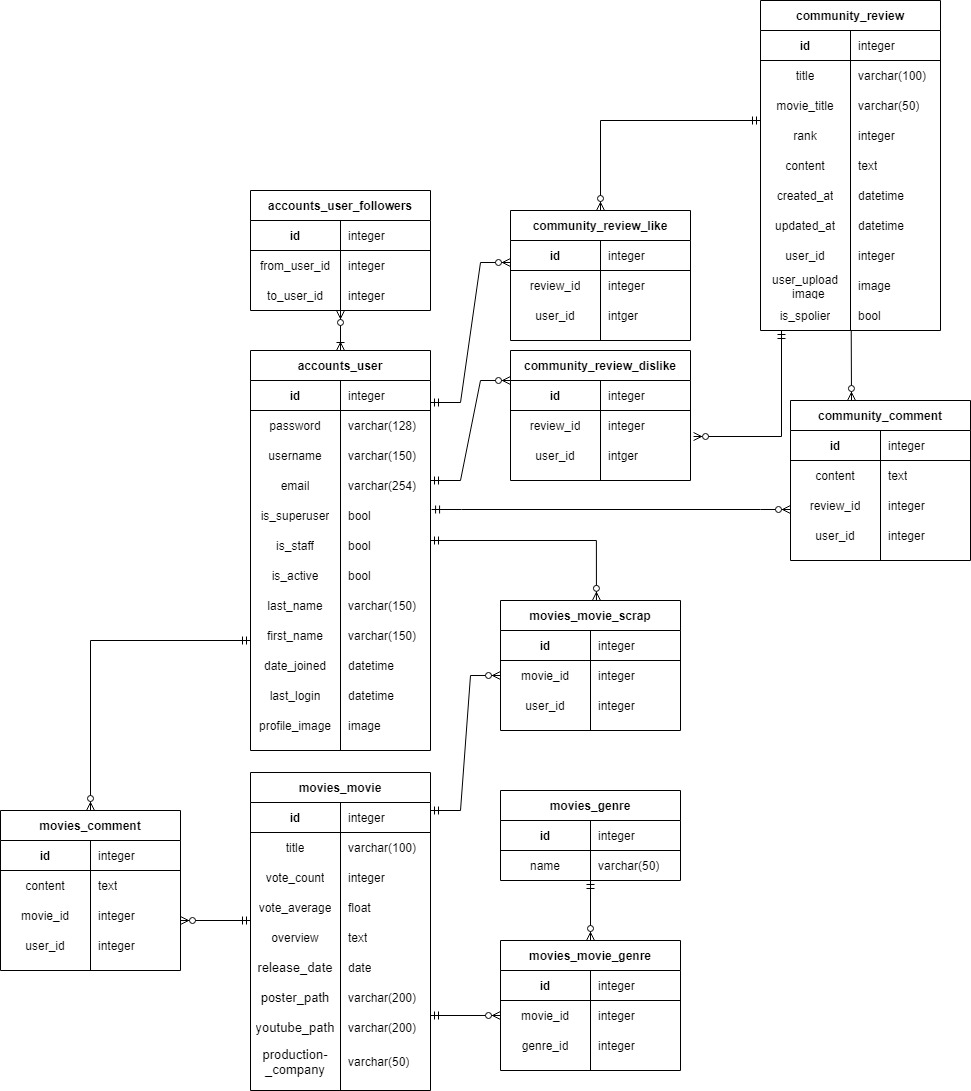 community_review
id integer
title varchar(100)
movie_title varchar(50)
rank integer
content text
created_at datetime
updated_at datetime
user_id integer
user_upload
image image
is_spolier bool
accounts_user_followers
id integer
from_user_id integer
to_user_id integer
community_review_like
id integer
review_id integer
user_id intger
accounts_user
id integer
password varchar(128)
username varchar(150)
email varchar(254)
is_superuser bool
is_staff bool
is_active bool
last_name varchar(150)
first_name varchar(150)
date_joined datetime
last_login datetime
profile_image image
community_review_dislike
id integer
review_id integer
user_id intger
community_comment
id integer
content text
review_id integer
user_id integer
movies_movie_scrap
id integer
movie_id integer
user_id integer
movies_comment
id integer
content text
movie_id integer
user_id integer
movies_movie
id integer
title varchar(100)
vote_count integer
vote_average float
overview text
release_date date
poster_path varchar(200)
youtube_path varchar(200)
production-
_company varchar(50)
movies_genre
id integer
name varchar(50)
movies_movie_genre
id integer
movie_id integer
genre_id integer